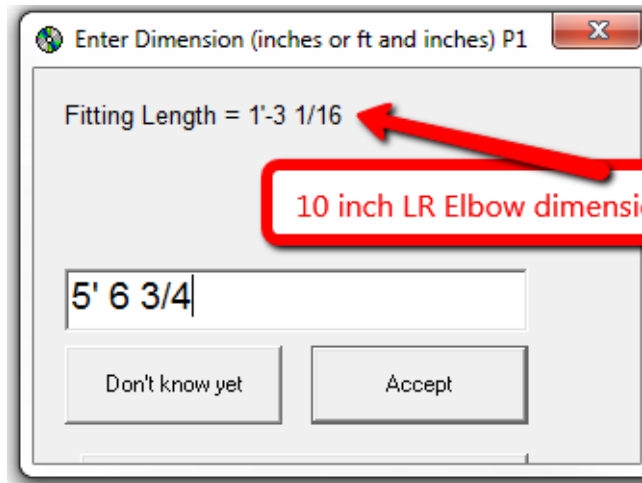 Enter Dimension (inches or ft and inches) P1
Fitting Length = 1'-3 1/16
10 inch LR Elbow dimensi
5' 6 3/4
Don't know yet
Accept